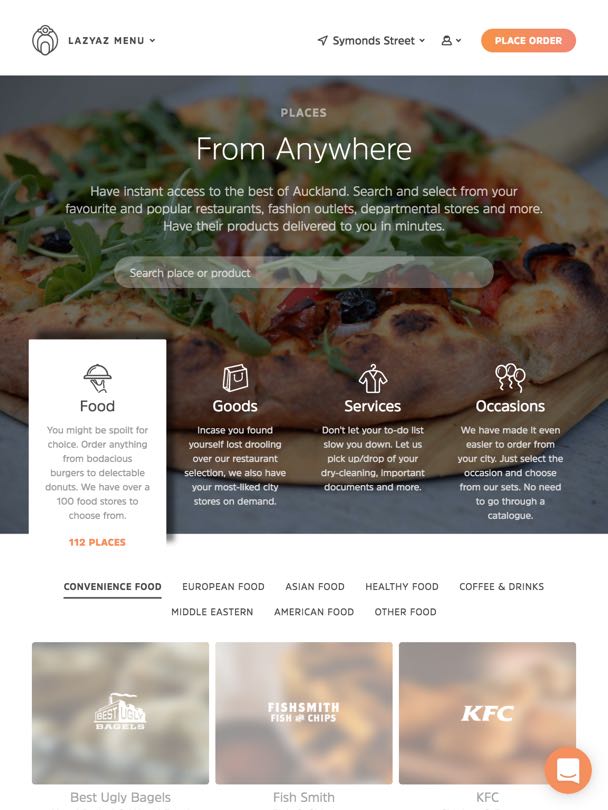 LAZYAZ MENU
Symonds Street
PLACE ORDER
PLACES
From Anywhere
Have instant access to the best of Auckland. Search and select from your
favourite and popular restaurants, fashion outlets, departmental stores and more.
Have their products delivered to you in minutes.
Search place or product
Food
You might be spoilt for
choice. Order anything
from bodacious
burgers to delectable
donuts. We have over a
100 food stores to
choose from.
112 PLACES
Goods
Incase you found
yourself lost drooling
over our restaurant
selection, we also have
your most-liked city
stores on demand.
Services
Don't let your to-do list
slow you down. Let us
pick up/drop of your
dry-cleaning, important
documents and more.
Occasions
We have made it even
easier to order from
your city. Just select the
occasion and choose
from our sets. No need
to go through a
catalogue.
CONVENIENCE FOOD EUROPEAN FOOD ASIAN FOOD HEALTHY FOOD COFFEE & DRINKS
MIDDLE EASTERN AMERICAN FOOD OTHER FOOD
BEST UGLY
BAGELS
FISHSMITH
FISH AND CHIPS
KFC
Best Ugly Bagels
Fish Smith
KFC